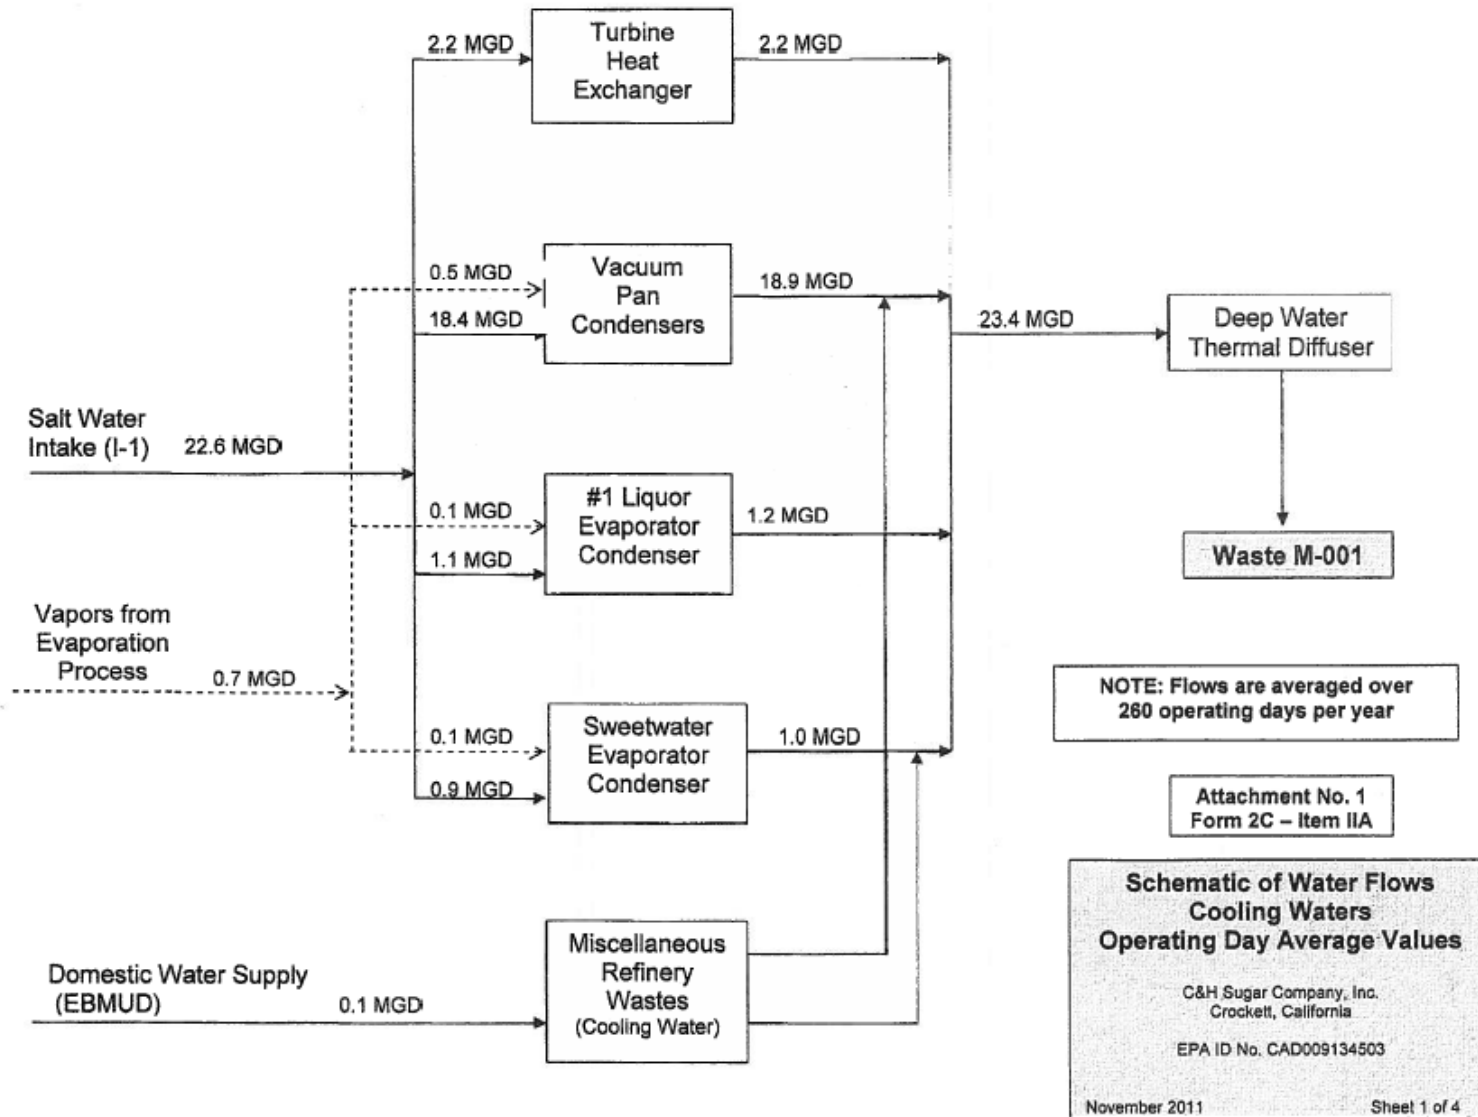 2.2 MGD
Turbine
Heat
Exchanger
2.2 MGD
0.5 MGD
18.4 MGD
Vacuum
Pan
Condensers
18.9 MGD
23.4 MGD
Deep Water
Thermal Diffuser
Salt Water
Intake (I-1)
22.6 MGD
0.1 MGD
1.1 MGD
#1 Liquor
Evaporator
Condenser
1.2 MGD
Waste M-001
Vapors from
Evaporation
Process
0.7 MGD
0.1 MGD
0.9 MGD
Sweetwater
Evaporator
Condenser
1.0 MGD
NOTE: Flows are averaged over
260 operating days per year
Attachment No. 1
Form 2C – Item IIA
Domestic Water Supply
(EBMUD)
0.1 MGD
Miscellaneous
Refinery
Wastes
(Cooling Water)
Schematic of Water Flows
Cooling Waters
Operating Day Average Values
C&H Sugar Company, Inc.
Crockett, California
EPA ID No. CAD009134503
November 2011
Sheet 1 of 4